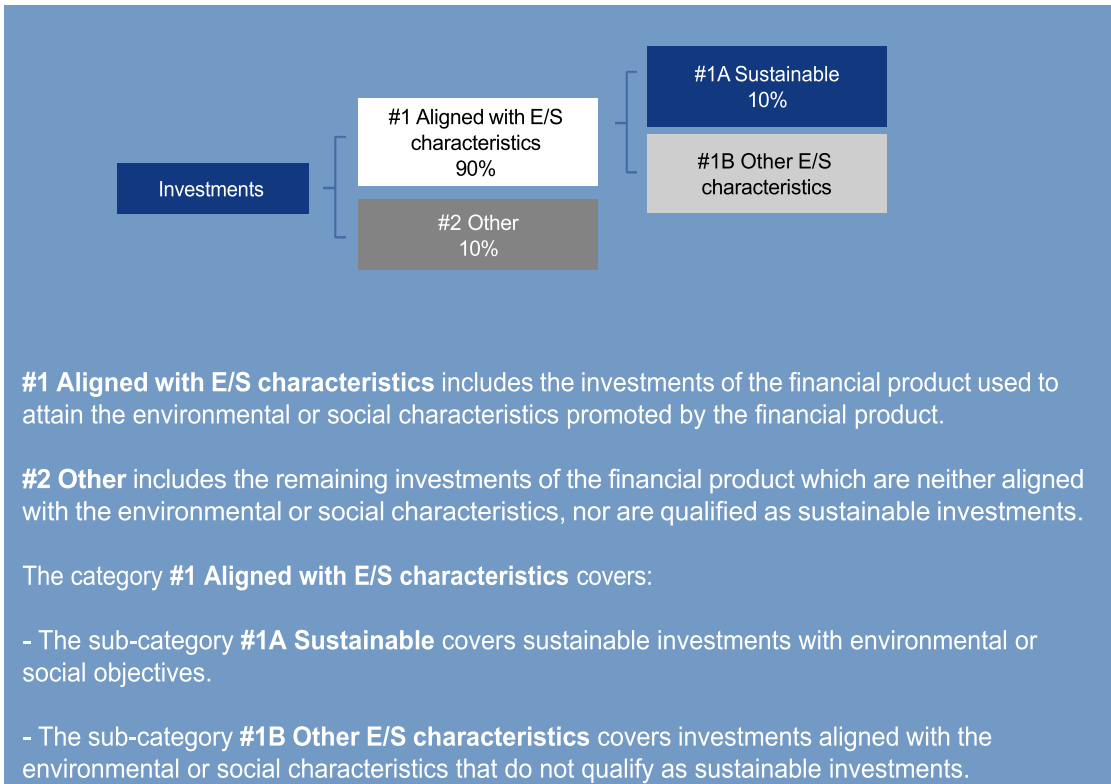 #1A Sustainable
10%
#1 Aligned with E/S
characteristics
90%
#1B Other E/S
characteristics
Investments
#2 Other
10%
#1 Aligned with E/S characteristics includes the investments of the financial product used to
attain the environmental or social characteristics promoted by the financial product.
#2 Other includes the remaining investments of the financial product which are neither aligned
with the environmental or social characteristics, nor are qualified as sustainable investments.
The category #1 Aligned with E/S characteristics covers:
- The sub-category #1A Sustainable covers sustainable investments with environmental or
social objectives.
- The sub-category #1B Other E/S characteristics covers investments aligned with the
environmental or social characteristics that do not qualify as sustainable investments.